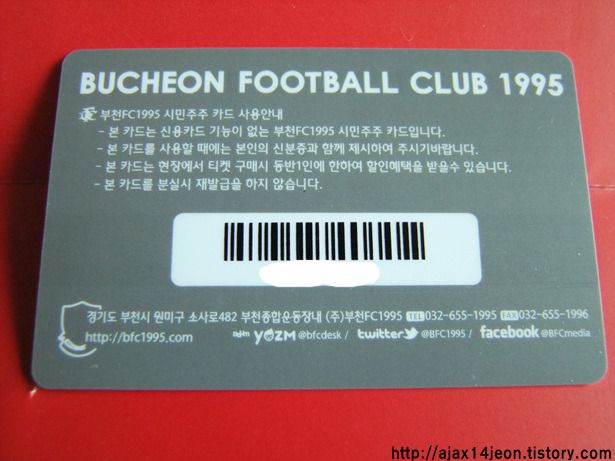 BUCHEON FOOTBALL CLUB 1995
부천FC1995 시민주주 카드 사용안내
- 본 카드는 신용카드 기능이 없는 부천FC1995 시민주주 카드입니다.
- 본 카드를 사용할 때에는 본인의 신분증과 함께 제시하여 주시기바랍니다.
- 본 카드는 현장에서 티켓 구매시 동반1인에 한하여 할인혜택을 받을수 있습니다.
- 본 카드를 분실시 재발급을 하지 않습니다.
경기도 부천시 원미구 소사로482 부천종합운동장내 (주)부천FC1995 TEL 032-655-1995 FAX 032-655-1996
http://bfc1995.com Daum YOZM @bfcdesk / twitter @BFC1995 / facebook @BFCmedia
http://ajax14jeon.tistory.com